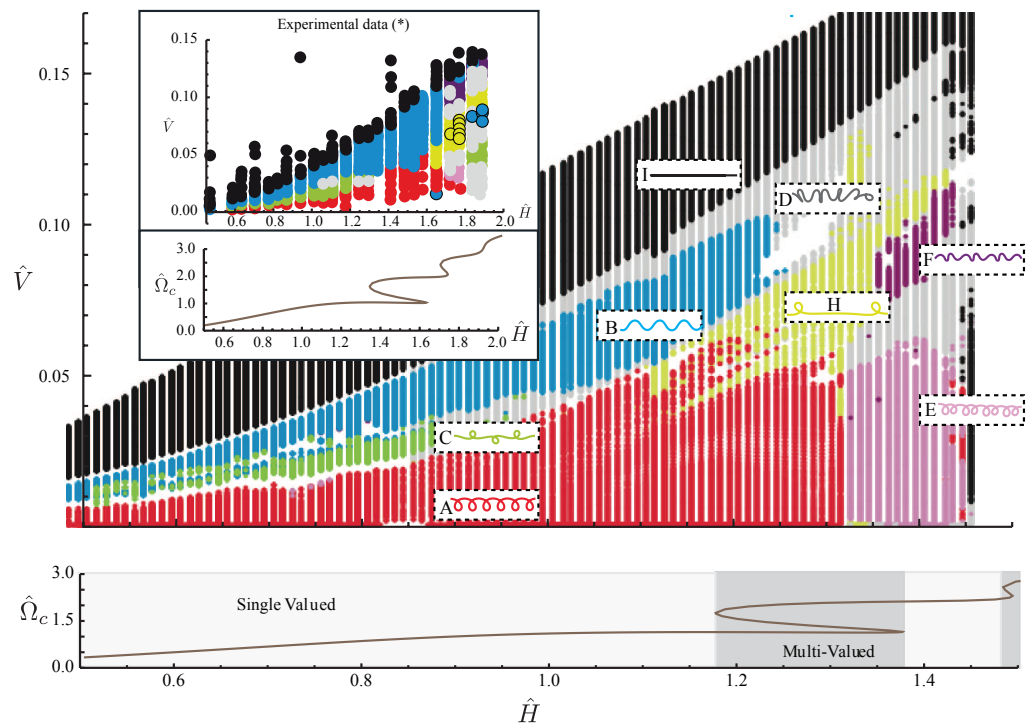 Experimental data (*)
0.15
0.10
V̂
0.05
0.00
0.6 0.8 1.0 1.2 1.4 1.6 1.8 2.0
Ĥ
3.0
Ω̂c
2.0
1.0
0.0
0.6 0.8 1.0 1.2 1.4 1.6 1.8 2.0
Ĥ
0.15
0.10
V̂
0.05
I
D
F
H
B
E
C
A
3.0
Ω̂c
1.5
0.0
Single Valued
Multi-Valued
0.6 0.8 1.0 1.2 1.4
Ĥ